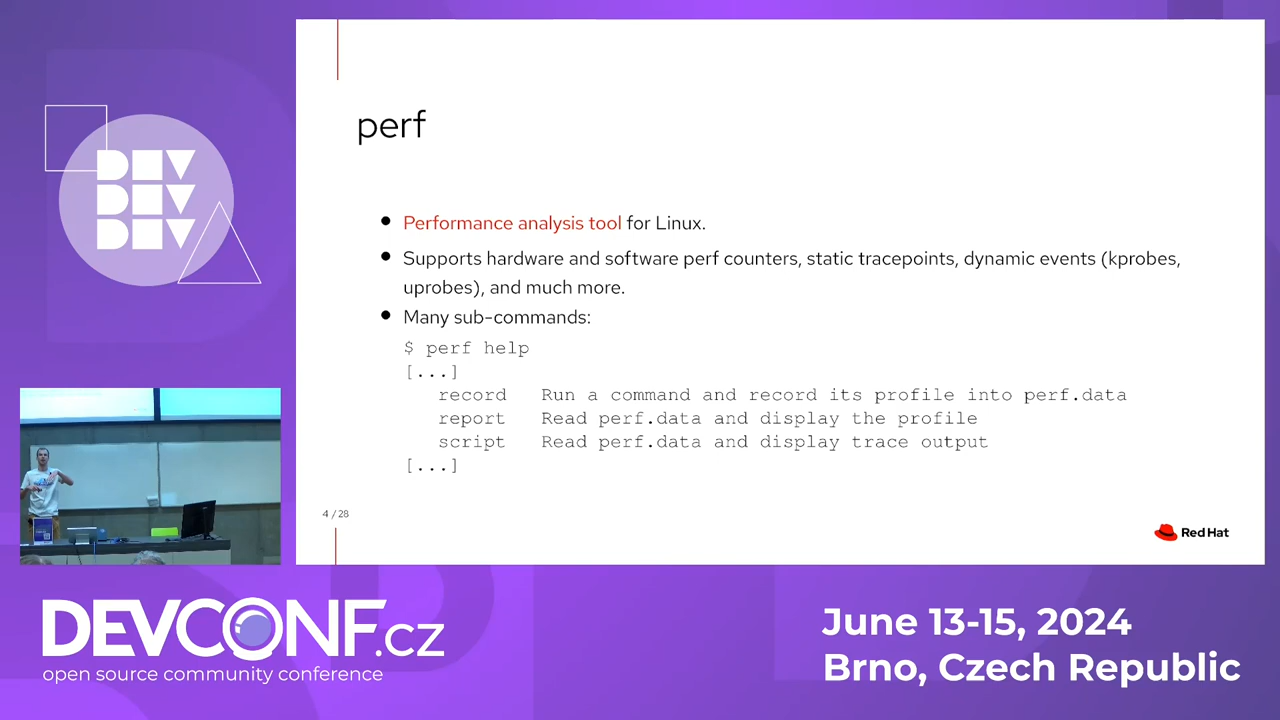 perf
● Performance analysis tool for Linux.
● Supports hardware and software perf counters, static tracepoints, dynamic events (kprobes,
uprobes), and much more.
● Many sub-commands:
$ perf help
[...]
record Run a command and record its profile into perf.data
report Read perf.data and display the profile
script Read perf.data and display trace output
[...]
4 / 28
Red Hat
DEV
DEV
DEV
DEVCONF.cz
open source community conference
June 13-15, 2024
Brno, Czech Republic